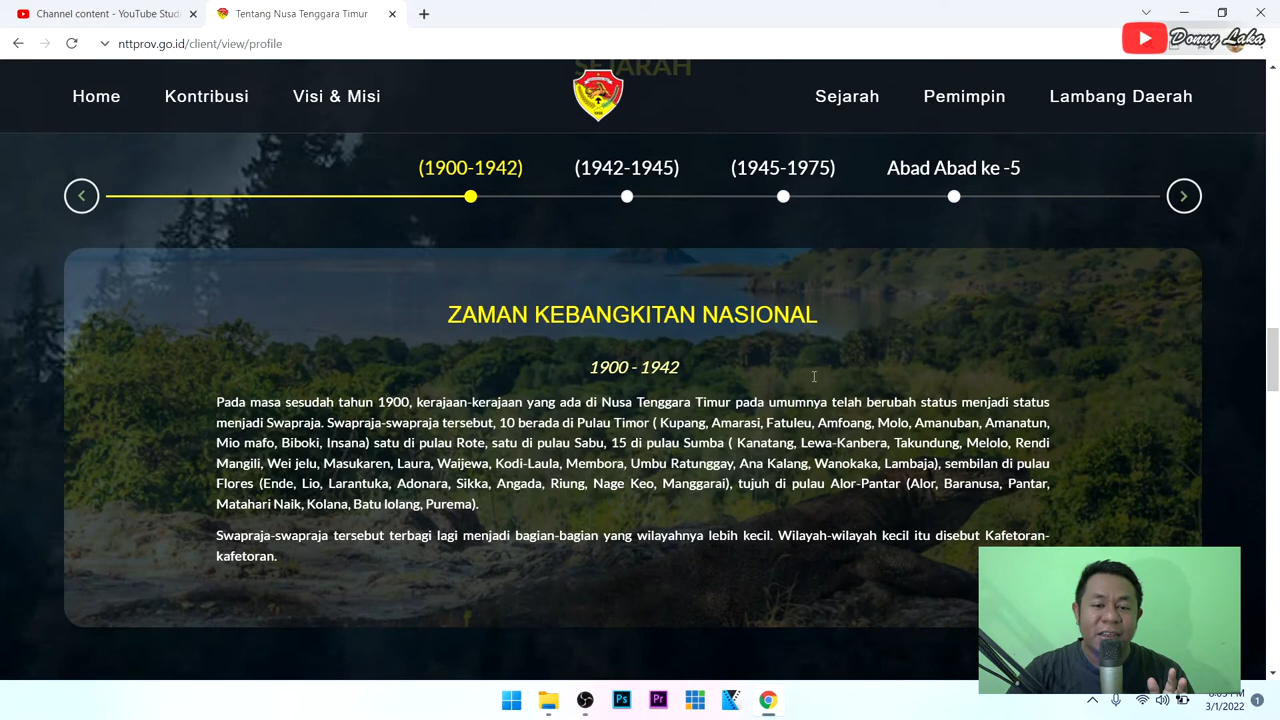 Channel content - YouTube Stud
Tentang Nusa Tenggara Timur
nttprov.go.id/client/view/profile
Donny Laka
SEJARAH
Home
Kontribusi
Visi & Misi
Sejarah
Pemimpin
Lambang Daerah
(1900-1942)
(1942-1945)
(1945-1975)
Abad Abad ke -5
ZAMAN KEBANGKITAN NASIONAL
1900 - 1942
Pada masa sesudah tahun 1900, kerajaan-kerajaan yang ada di Nusa Tenggara Timur pada umumnya telah berubah status menjadi status
menjadi Swapraja. Swapraja-swapraja tersebut, 10 berada di Pulau Timor ( Kupang, Amarasi, Fatuleu, Amfoang, Molo, Amanuban, Amanatun,
Mio mafo, Biboki, Insana) satu di pulau Rote, satu di pulau Sabu, 15 di pulau Sumba ( Kanatang, Lewa-Kanbera, Takundung, Melolo, Rendi
Mangili, Wei jelu, Masukaren, Laura, Waijewa, Kodi-Laula, Membora, Umbu Ratunggay, Ana Kalang, Wanokaka, Lambaja), sembilan di pulau
Flores (Ende, Lio, Larantuka, Adonara, Sikka, Angada, Riung, Nage Keo, Manggarai), tujuh di pulau Alor-Pantar (Alor, Baranusa, Pantar,
Matahari Naik, Kolana, Batu lolang, Purema).
Swapraja-swapraja tersebut terbagi lagi menjadi bagian-bagian yang wilayahnya lebih kecil. Wilayah-wilayah kecil itu disebut Kafetoran-
kafetoran.
Ps
Pr
3/1/2022
1